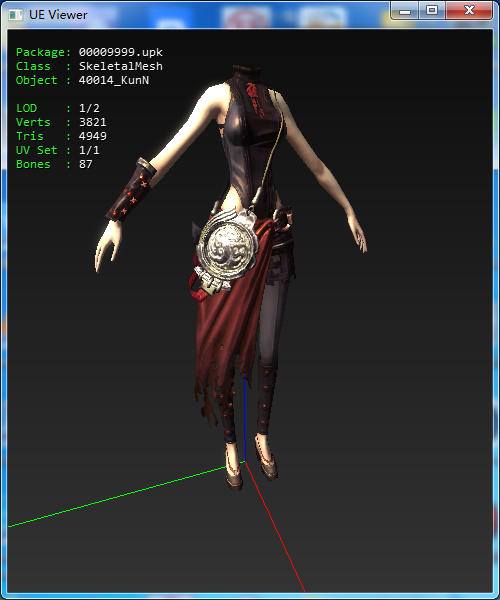 UE Viewer
Package: 00009999.upk
Class : SkeletalMesh
Object : 40014_KunN
LOD : 1/2
Verts : 3821
Tris : 4949
UV Set : 1/1
Bones : 87